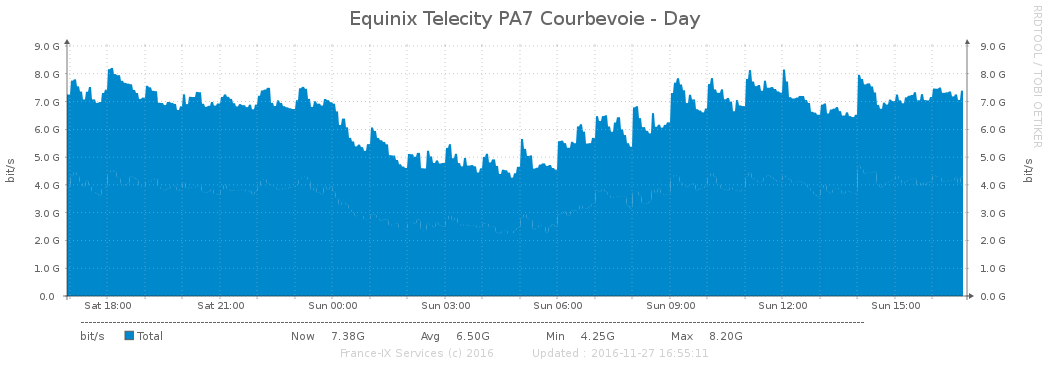 Equinix Telecity PA7 Courbevoie - Day
RRDTOOL / TOBI OETIKER
9.0 G 9.0 G
8.0 G 8.0 G
7.0 G 7.0 G
6.0 G 6.0 G
5.0 G 5.0 G
4.0 G 4.0 G
3.0 G 3.0 G
2.0 G 2.0 G
1.0 G 1.0 G
0.0 0.0 G
bit/s bit/s
Sat 18:00 Sat 21:00 Sun 00:00 Sun 03:00 Sun 06:00 Sun 09:00 Sun 12:00 Sun 15:00
bit/s Total Now 7.38G Avg 6.50G Min 4.25G Max 8.20G
France-IX Services (c) 2016 Updated : 2016-11-27 16:55:11